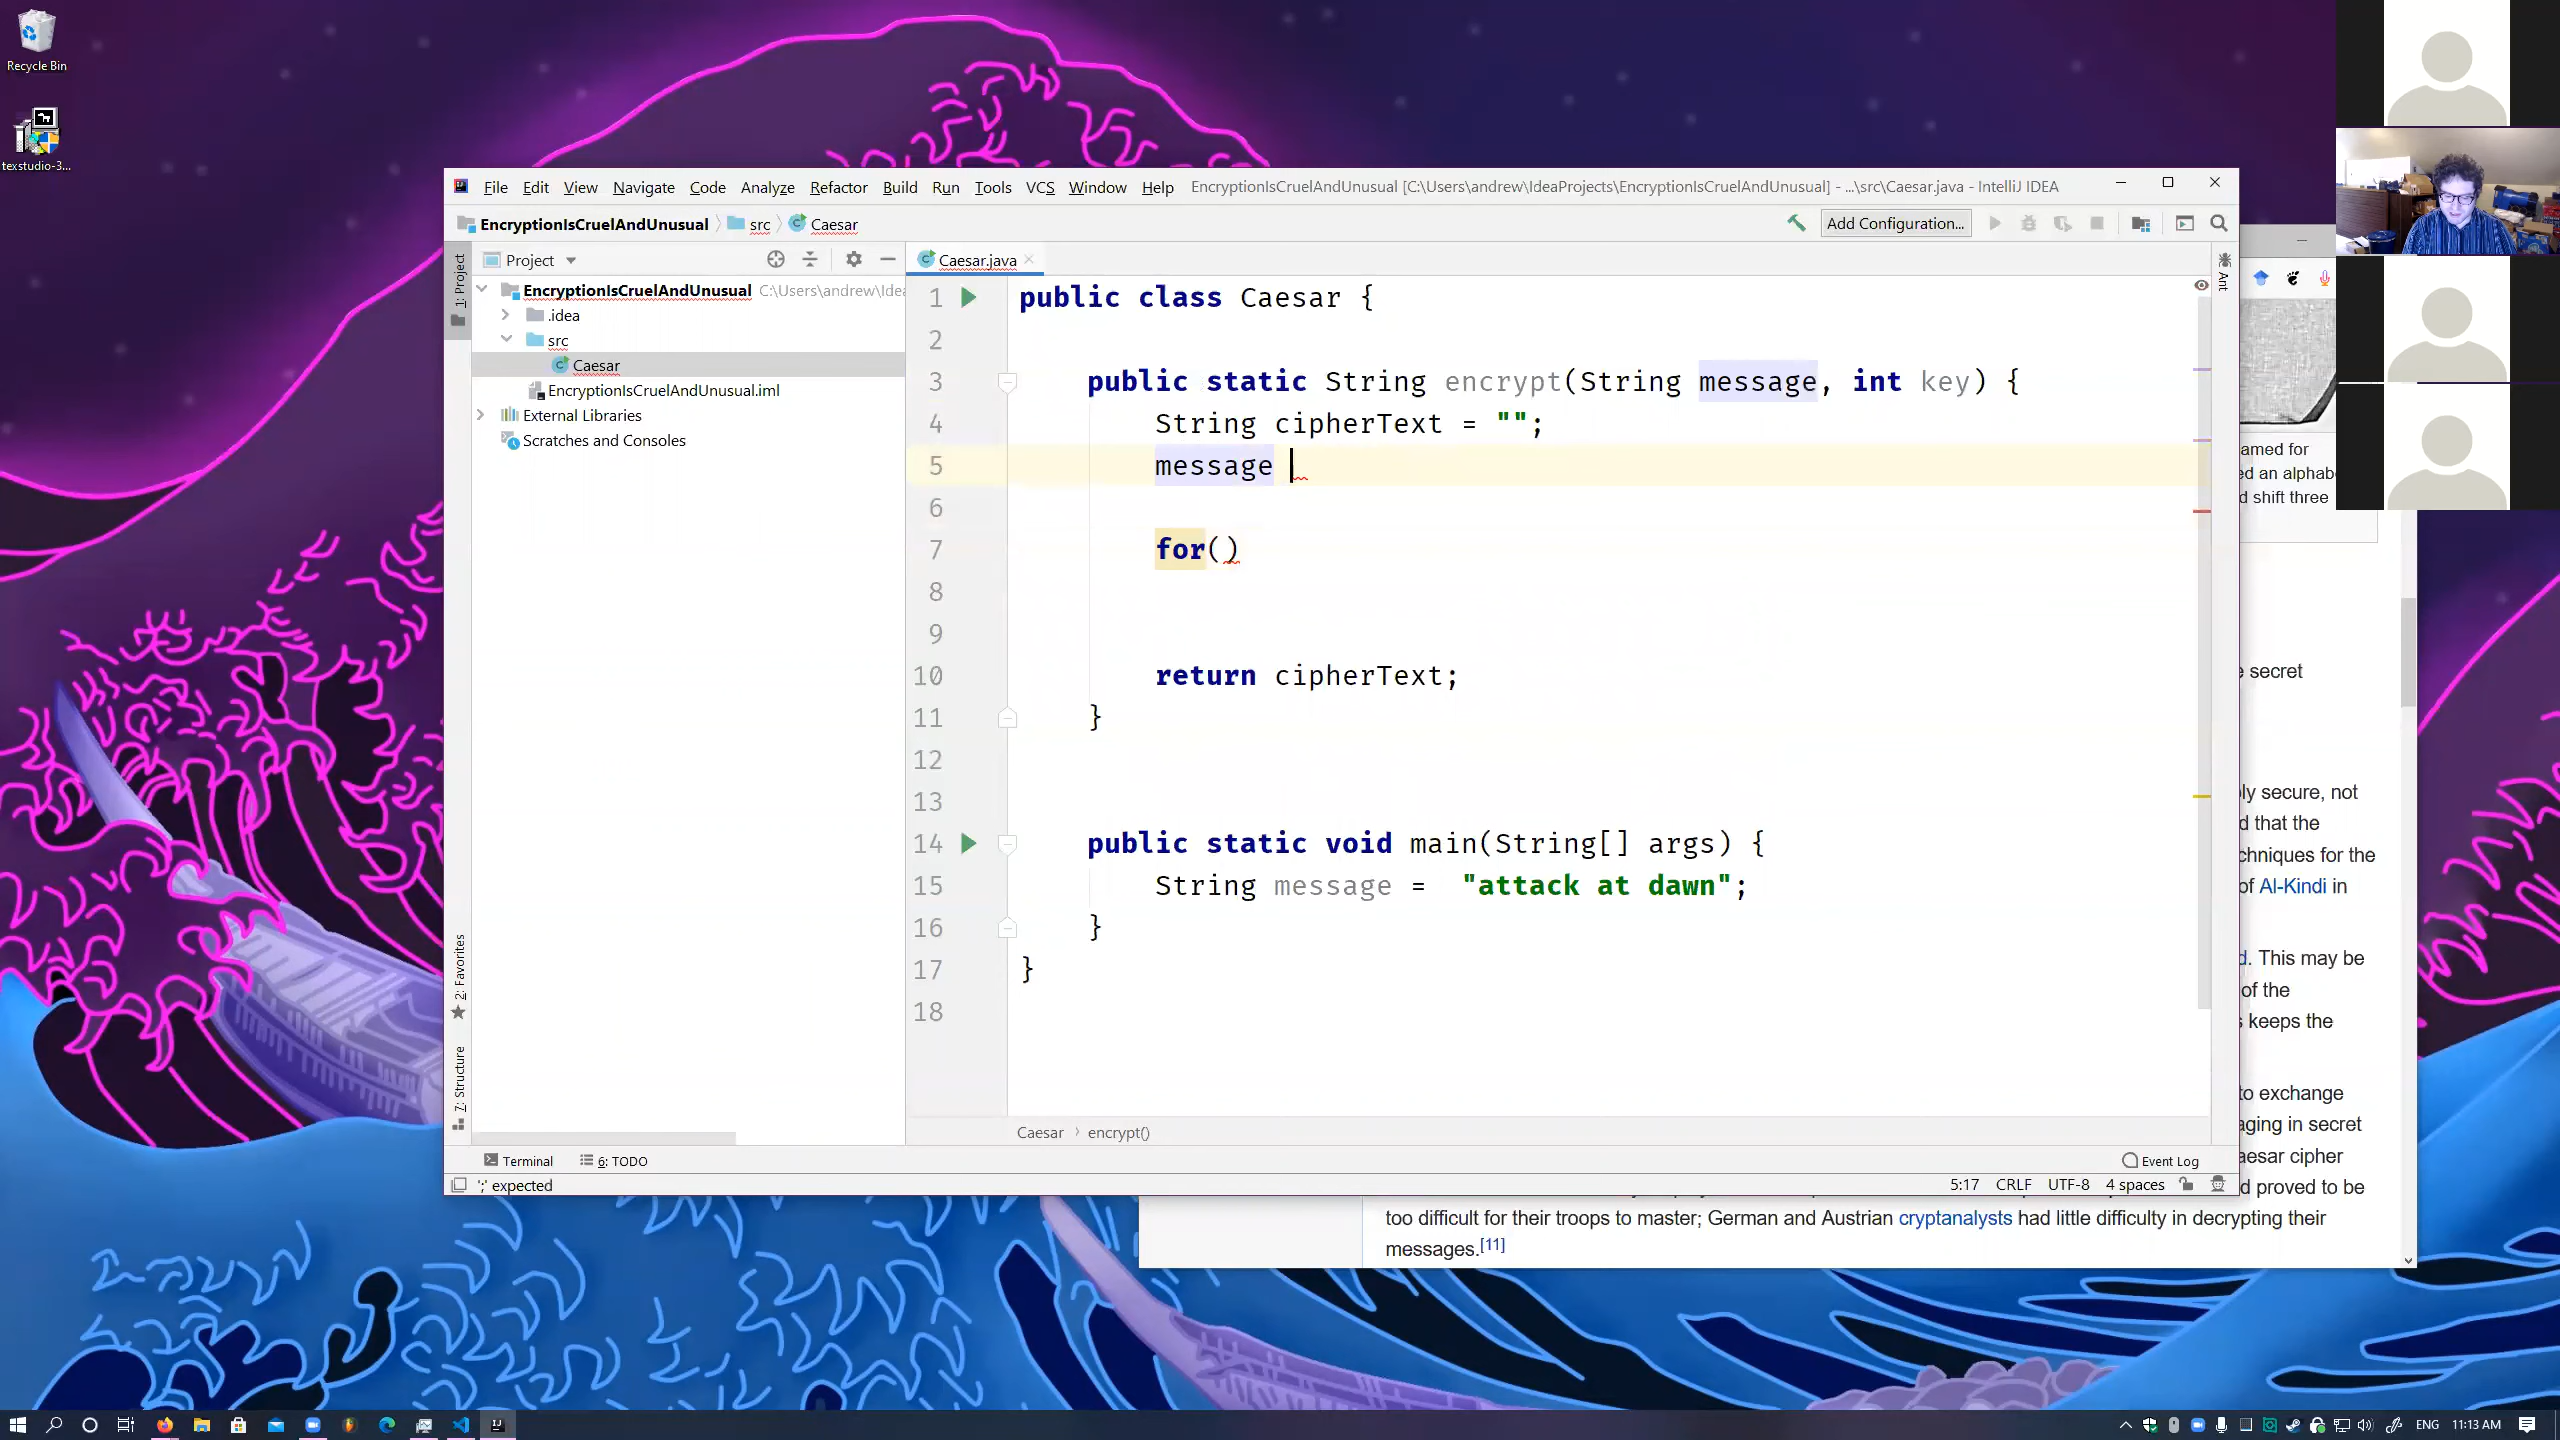 Recycle Bin
texstudio-3...
File Edit View Navigate Code Analyze Refactor Build Run Tools VCS Window Help EncryptionIsCruelAndUnusual [C:\Users\andrew\IdeaProjects\EncryptionIsCruelAndUnusual] - ...\src\Caesar.java - IntelliJ IDEA
EncryptionIsCruelAndUnusual src Caesar Add Configuration...
1: Project
Project
Caesar.java
EncryptionIsCruelAndUnusual C:\Users\andrew\Idea
.idea
src
Caesar
EncryptionIsCruelAndUnusual.iml
External Libraries
Scratches and Consoles
2: Favorites
7: Structure
Ant
1 public class Caesar {
2
3 public static String encrypt(String message, int key) {
4 String cipherText = "";
5 message
6
7 for()
8
9
10 return cipherText;
11 }
12
13
14 public static void main(String[] args) {
15 String message = "attack at dawn";
16 }
17 }
18
Caesar encrypt()
Terminal 6: TODO Event Log
';' expected 5:17 CRLF UTF-8 4 spaces
amed for
ed an alphabe
d shift three
e secret
ly secure, not
d that the
chniques for the
of Al-Kindi in
d. This may be
of the
s keeps the
to exchange
aging in secret
aesar cipher
d proved to be
too difficult for their troops to master; German and Austrian cryptanalysts had little difficulty in decrypting their
messages.[11]
ENG 11:13 AM